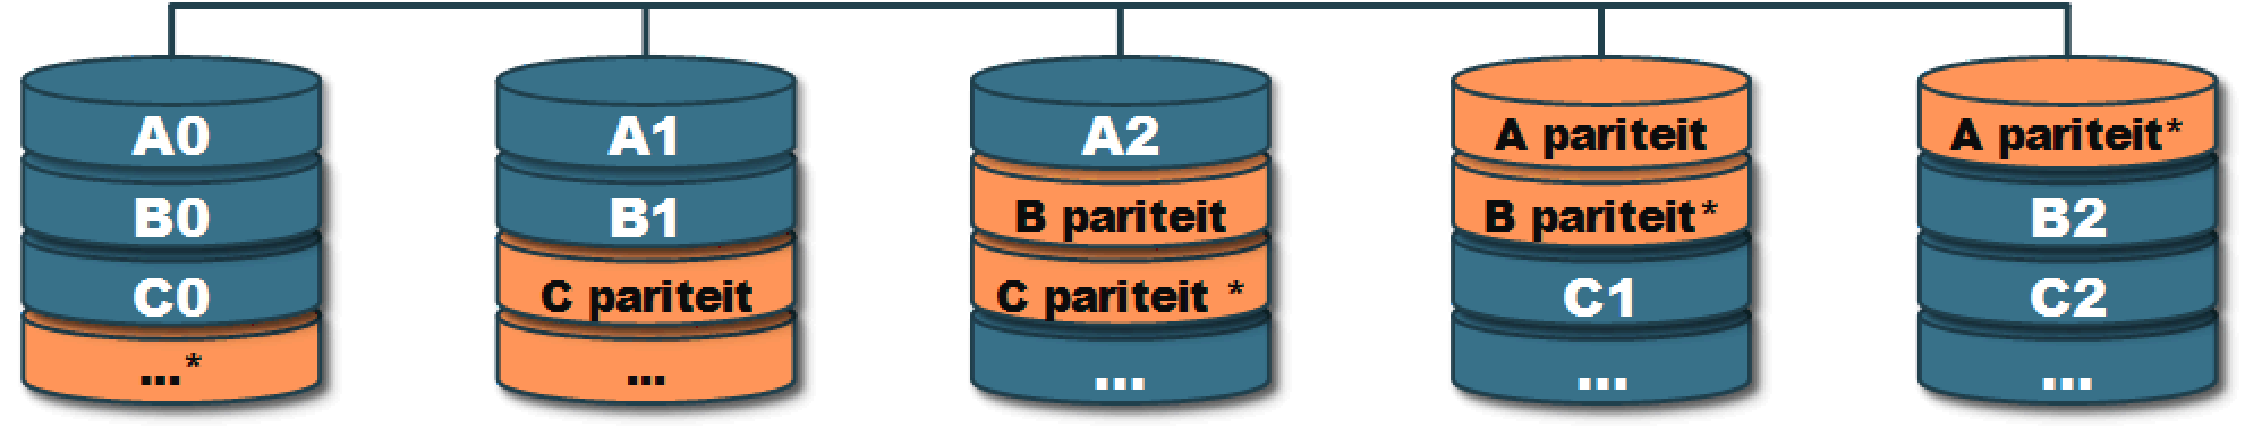 A0 A1 A2 A pariteit A pariteit*
B0 B1 B pariteit B pariteit* B2
C0 C pariteit C pariteit * C1 C2
...* ... ... ... ...